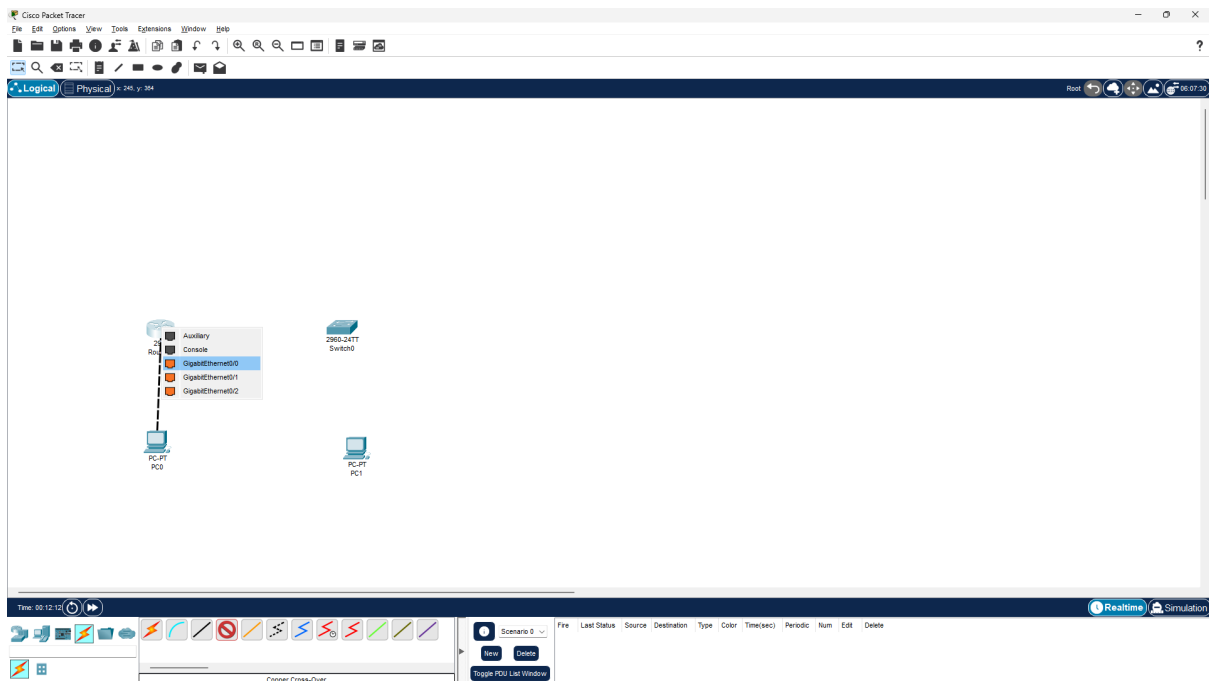 Cisco Packet Tracer
File Edit Options View Tools Extensions Window Help
?
Logical Physical x: 245, y: 364 Root 06:07:30
Auxiliary
Console
GigabitEthernet0/0
GigabitEthernet0/1
GigabitEthernet0/2
29
Rou
2960-24TT
Switch0
PC-PT
PC0
PC-PT
PC1
Time: 00:12:12 Realtime Simulation
Scenario 0 Fire Last Status Source Destination Type Color Time(sec) Periodic Num Edit Delete
New Delete
Toggle PDU List Window
Copper Cross-Over